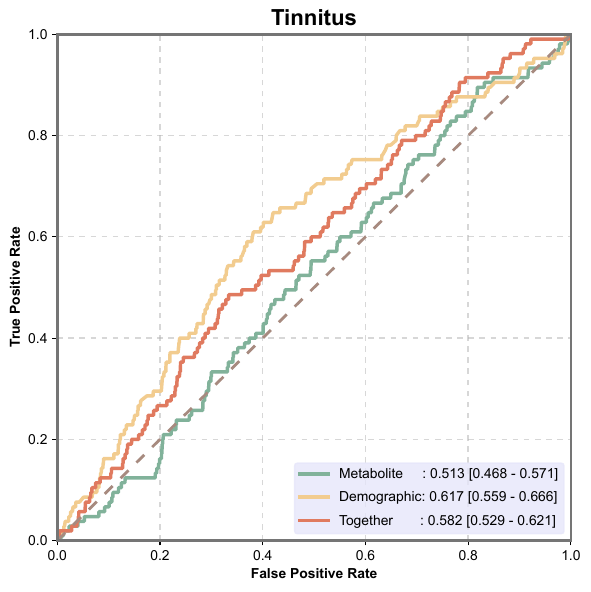 Tinnitus
1.0
0.8
0.6
0.4
0.2
0.0
True Positive Rate
Metabolite : 0.513 [0.468 - 0.571]
Demographic: 0.617 [0.559 - 0.666]
Together : 0.582 [0.529 - 0.621]
0.0 0.2 0.4 0.6 0.8 1.0
False Positive Rate